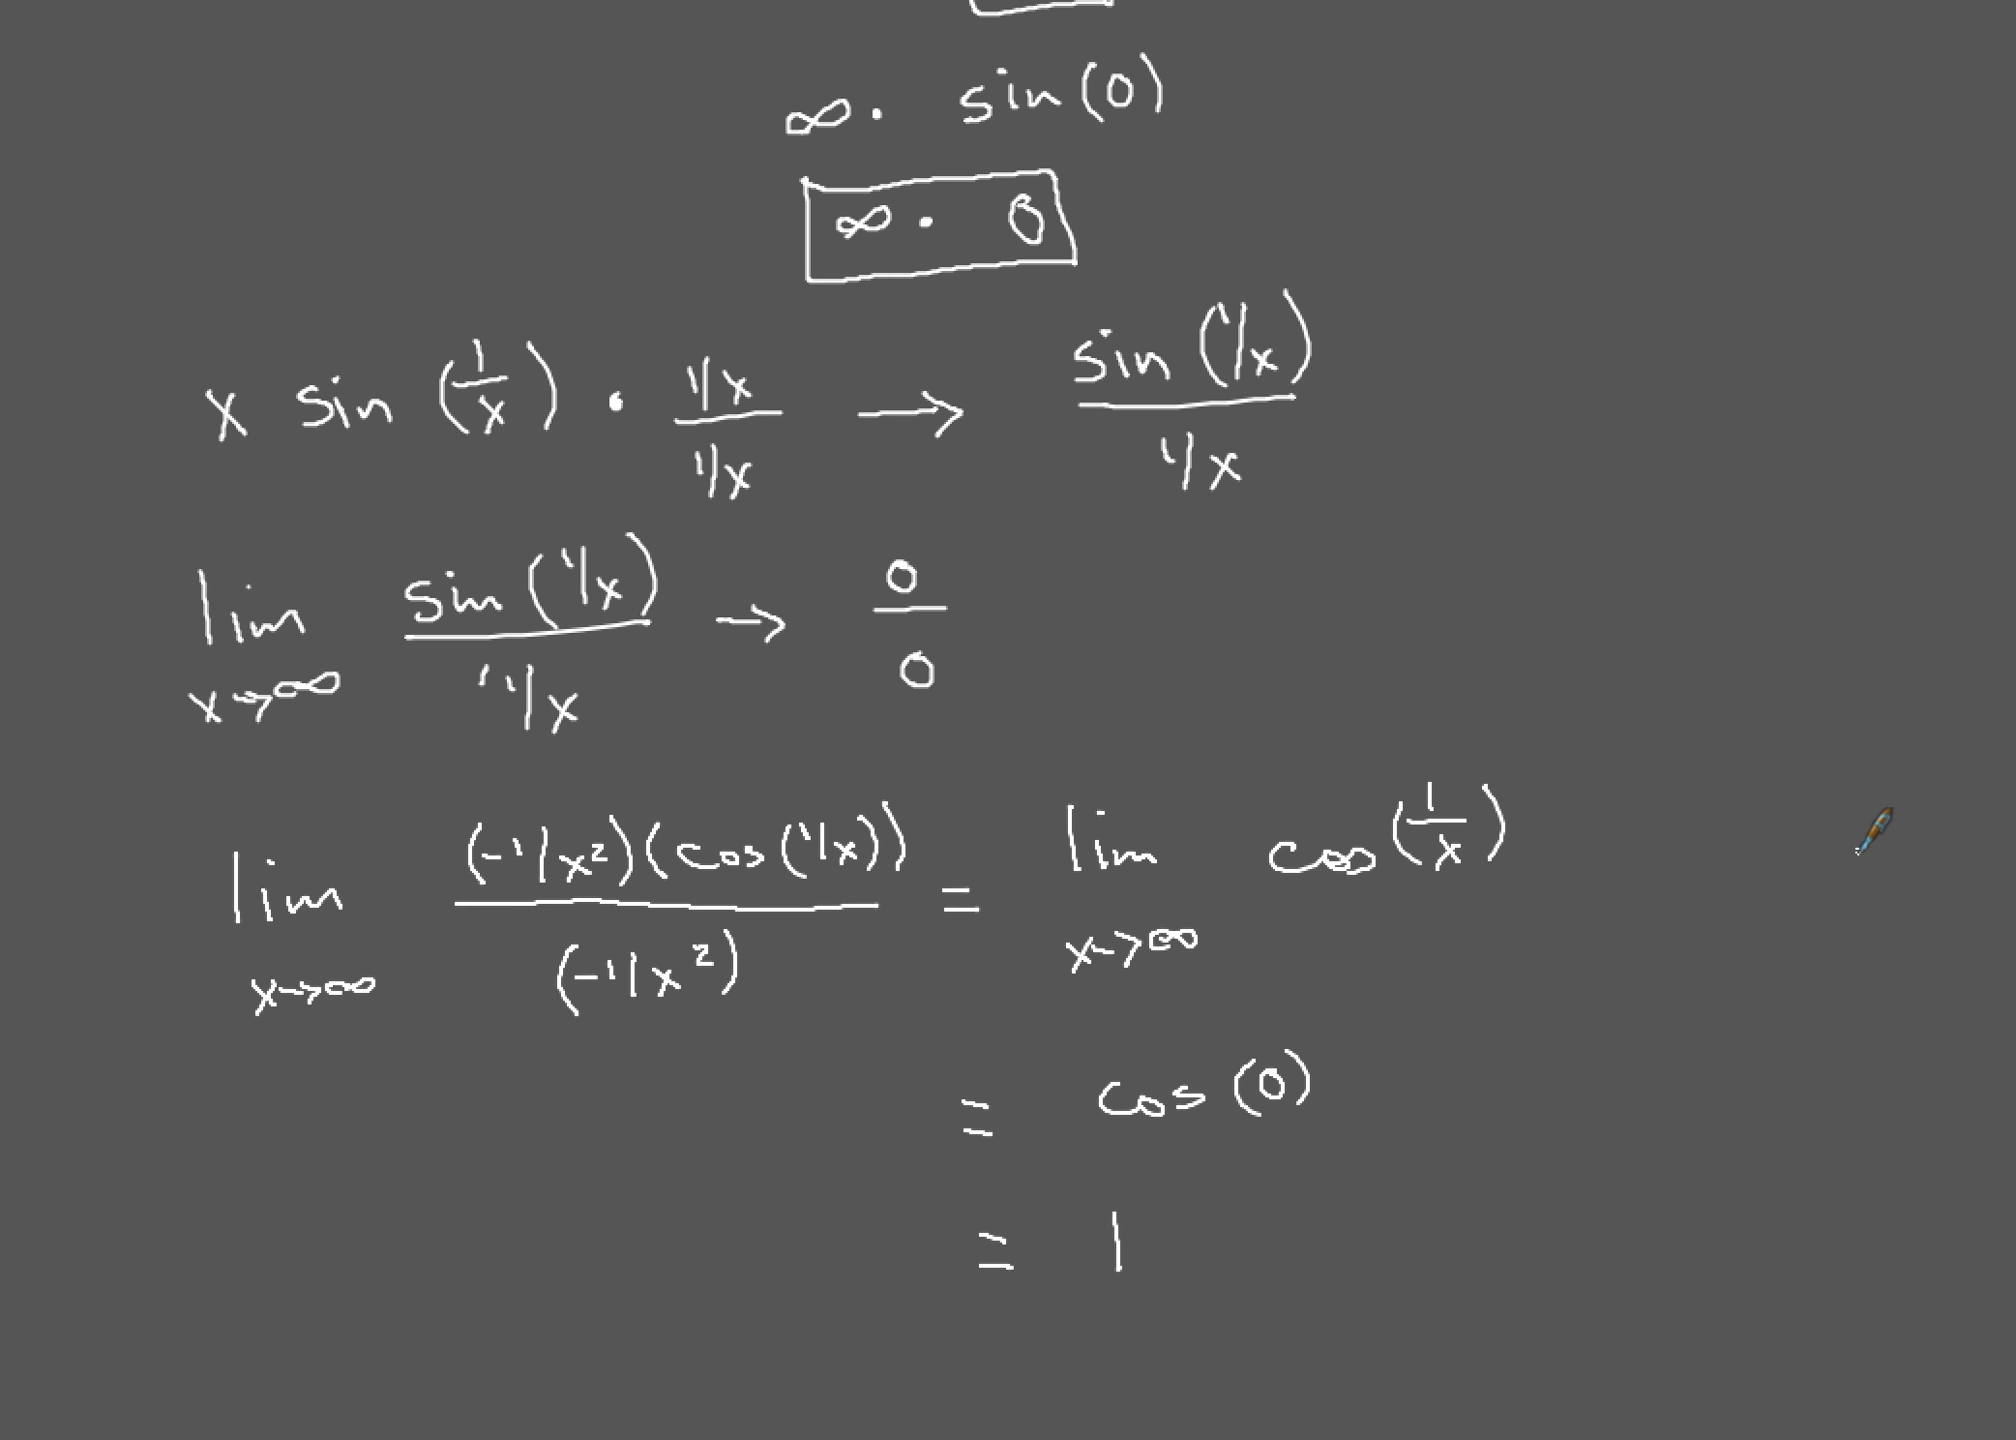 ∞ · sin(0)
∞ · 0
x sin (1/x) · (1/x)/(1/x) → sin (1/x) / (1/x)
lim x→∞ sin (1/x) / (1/x) → 0/0
lim x→∞ (-1/x²)(cos(1/x)) / (-1/x²) = lim x→∞ cos(1/x)
= cos(0)
= 1